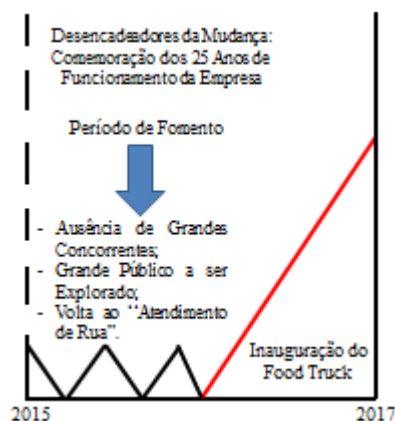 Desencadeadores da Mudança:
Comemoração dos 25 Anos de
Funcionamento da Empresa
Período de Fomento
- Ausência de Grandes
Concorrentes;
- Grande Público a ser
Explorado;
- Volta ao “Atendimento
de Rua”.
Inauguração do
Food Truck
2015
2017